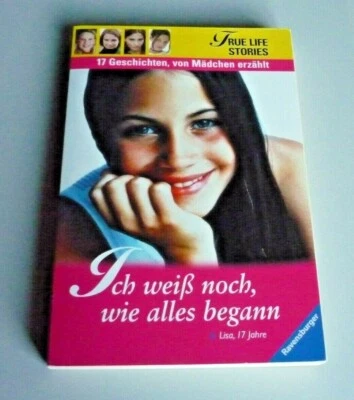 TRUE LIFE
STORIES
17 Geschichten, von Mädchen erzählt
Ich weiß noch,
wie alles begann
Lisa, 17 Jahre
Ravensburger